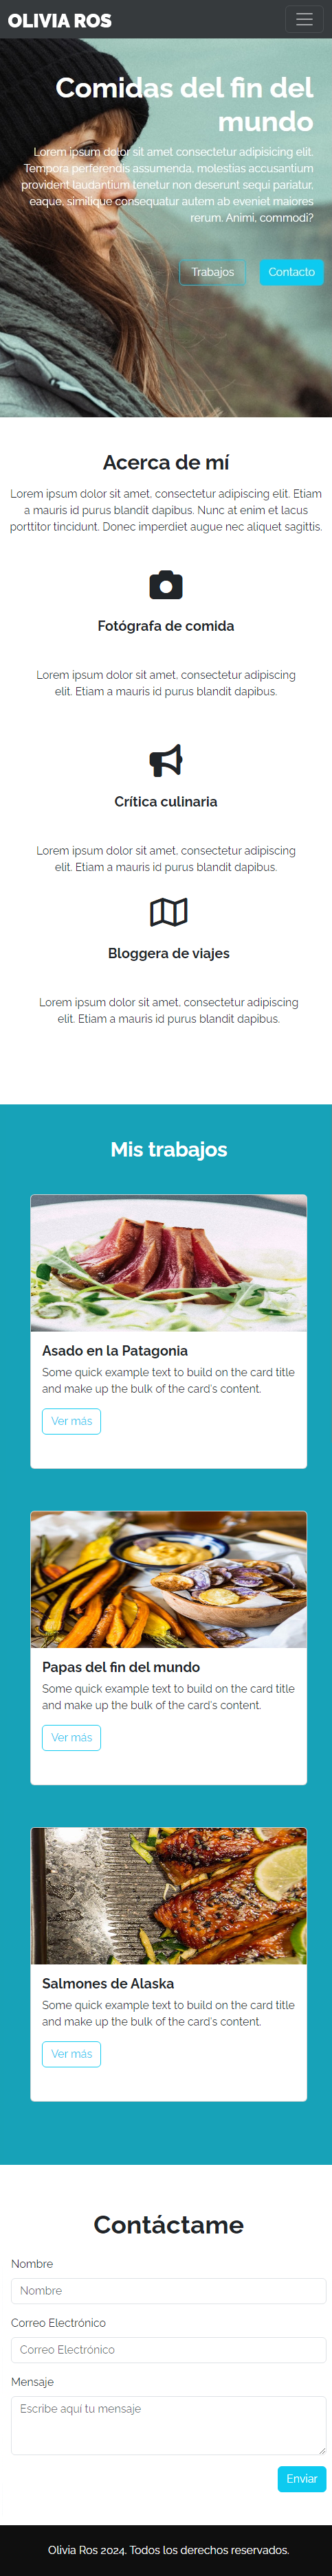 OLIVIA ROS
Comidas del fin del
mundo
Lorem ipsum dolor sit amet consectetur adipisicing elit.
Tempora perferendis assumenda, molestias accusantium
provident laudantium tenetur non deserunt sequi pariatur,
eaque, similique consequatur autem ab eveniet maiores
rerum. Animi, commodi?
Trabajos
Contacto
Acerca de mí
Lorem ipsum dolor sit amet, consectetur adipiscing elit. Etiam
a mauris id purus blandit dapibus. Nunc at enim et lacus
porttitor tincidunt. Donec imperdiet augue nec aliquet sagittis.
Fotógrafa de comida
Lorem ipsum dolor sit amet, consectetur adipiscing
elit. Etiam a mauris id purus blandit dapibus.
Crítica culinaria
Lorem ipsum dolor sit amet, consectetur adipiscing
elit. Etiam a mauris id purus blandit dapibus.
Bloggera de viajes
Lorem ipsum dolor sit amet, consectetur adipiscing
elit. Etiam a mauris id purus blandit dapibus.
Mis trabajos
Asado en la Patagonia
Some quick example text to build on the card title
and make up the bulk of the card's content.
Ver más
Papas del fin del mundo
Some quick example text to build on the card title
and make up the bulk of the card's content.
Ver más
Salmones de Alaska
Some quick example text to build on the card title
and make up the bulk of the card's content.
Ver más
Contáctame
Nombre
Nombre
Correo Electrónico
Correo Electrónico
Mensaje
Escribe aquí tu mensaje
Enviar
Olivia Ros 2024. Todos los derechos reservados.